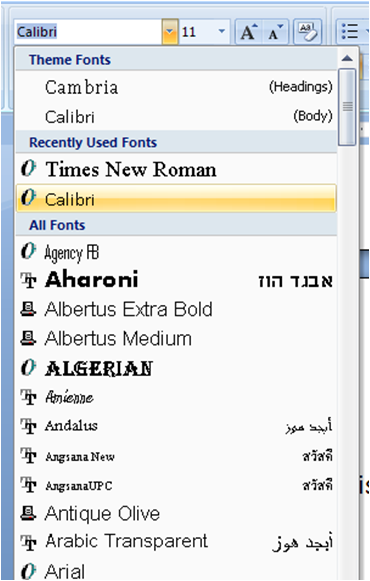 Calibri 11 A A Aa
Theme Fonts
Cambria (Headings)
Calibri (Body)
Recently Used Fonts
Times New Roman
Calibri
All Fonts
Agency FB
Aharoni אבגד הוז
Albertus Extra Bold
Albertus Medium
ALGERIAN
Amienne
Andalus أبجد هوز
Angsana New สวัสดี
AngsanaUPC สวัสดี
Antique Olive
Arabic Transparent أبجد هوز
Arial